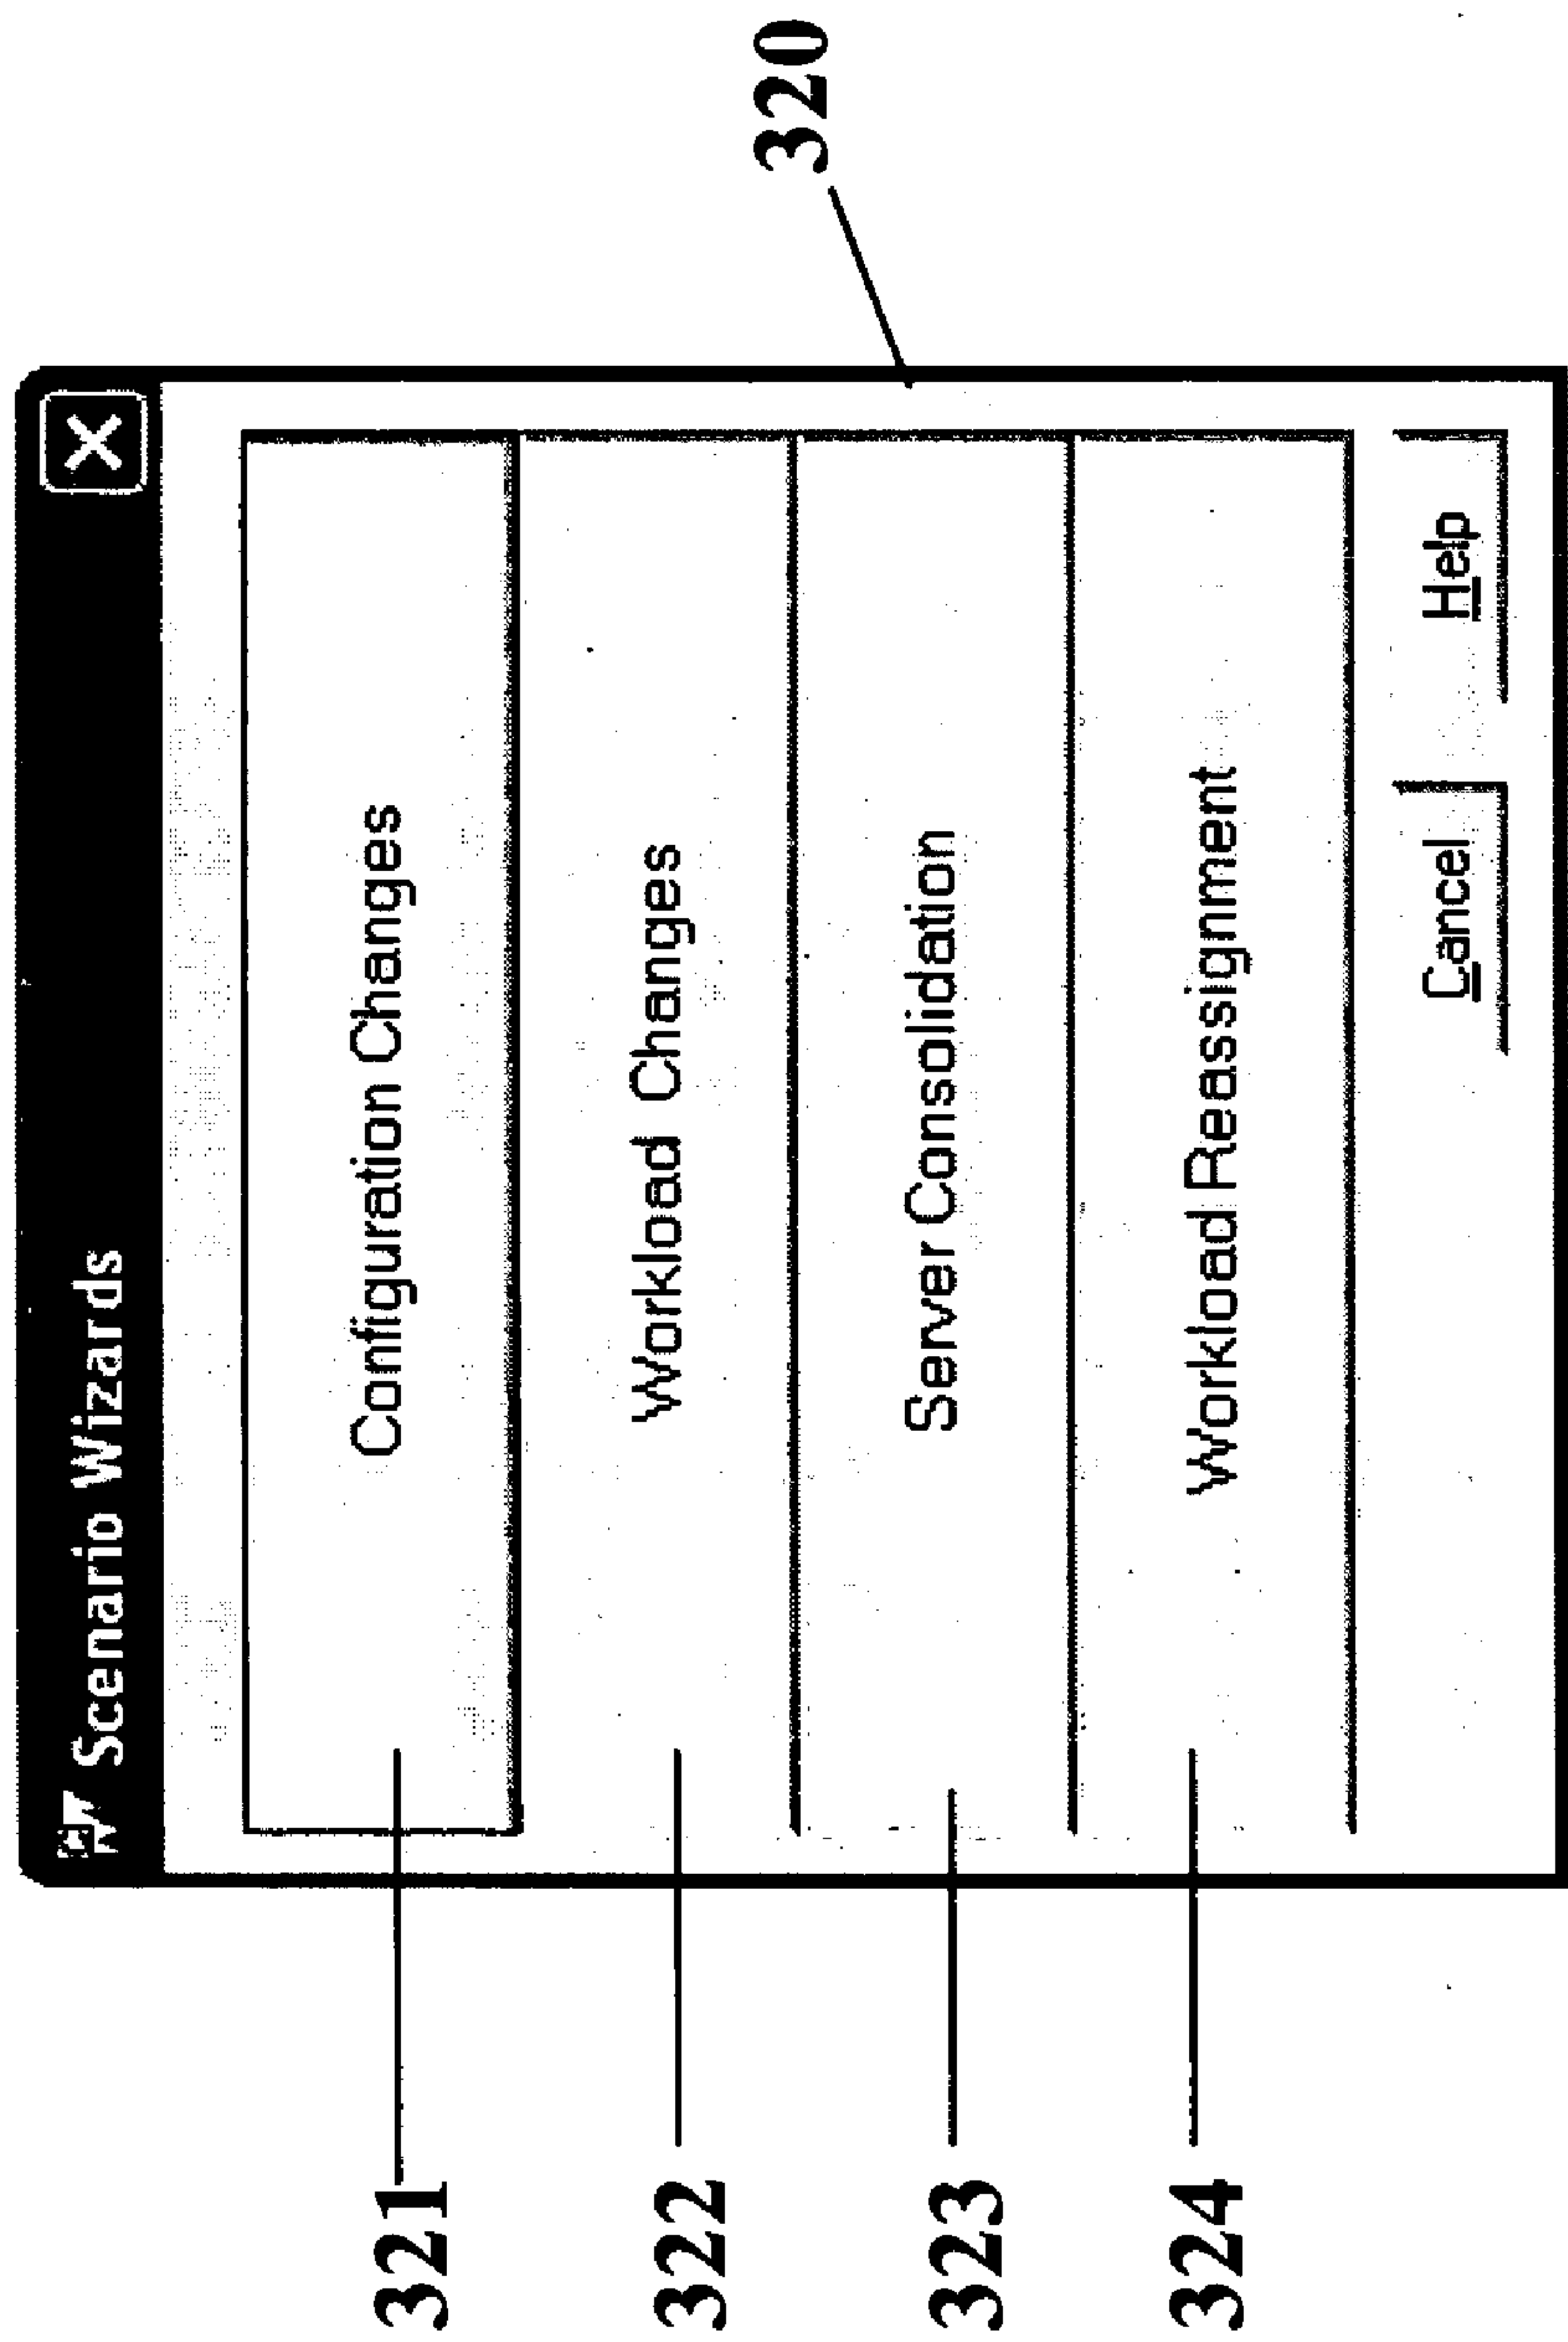 Scenario Wizards
320
321
Configuration Changes
322
Workload Changes
323
Server Consolidation
324
Workload Reassignment
Cancel
Help